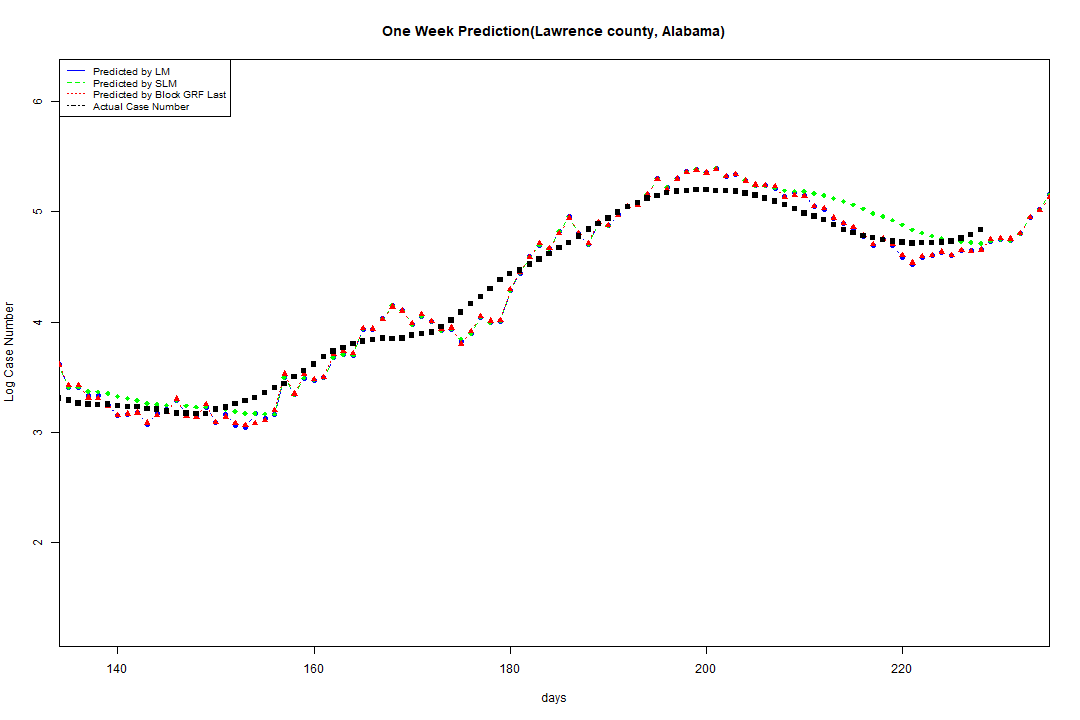 One Week Prediction(Lawrence county, Alabama)
Predicted by LM
Predicted by SLM
Predicted by Block GRF Last
Actual Case Number
6
5
4
3
2
Log Case Number
140 160 180 200 220
days